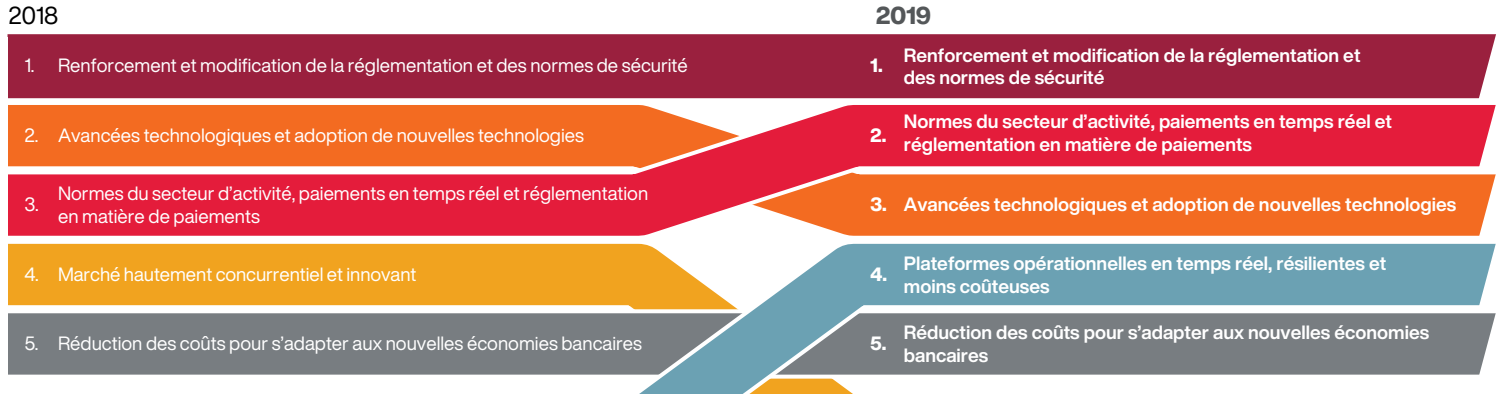 2018
1. Renforcement et modification de la réglementation et des normes de sécurité
2. Avancées technologiques et adoption de nouvelles technologies
3. Normes du secteur d’activité, paiements en temps réel et réglementation
en matière de paiements
4. Marché hautement concurrentiel et innovant
5. Réduction des coûts pour s’adapter aux nouvelles économies bancaires
2019
1. Renforcement et modification de la réglementation et
des normes de sécurité
2. Normes du secteur d’activité, paiements en temps réel et
réglementation en matière de paiements
3. Avancées technologiques et adoption de nouvelles technologies
4. Plateformes opérationnelles en temps réel, résilientes et
moins coûteuses
5. Réduction des coûts pour s’adapter aux nouvelles économies
bancaires